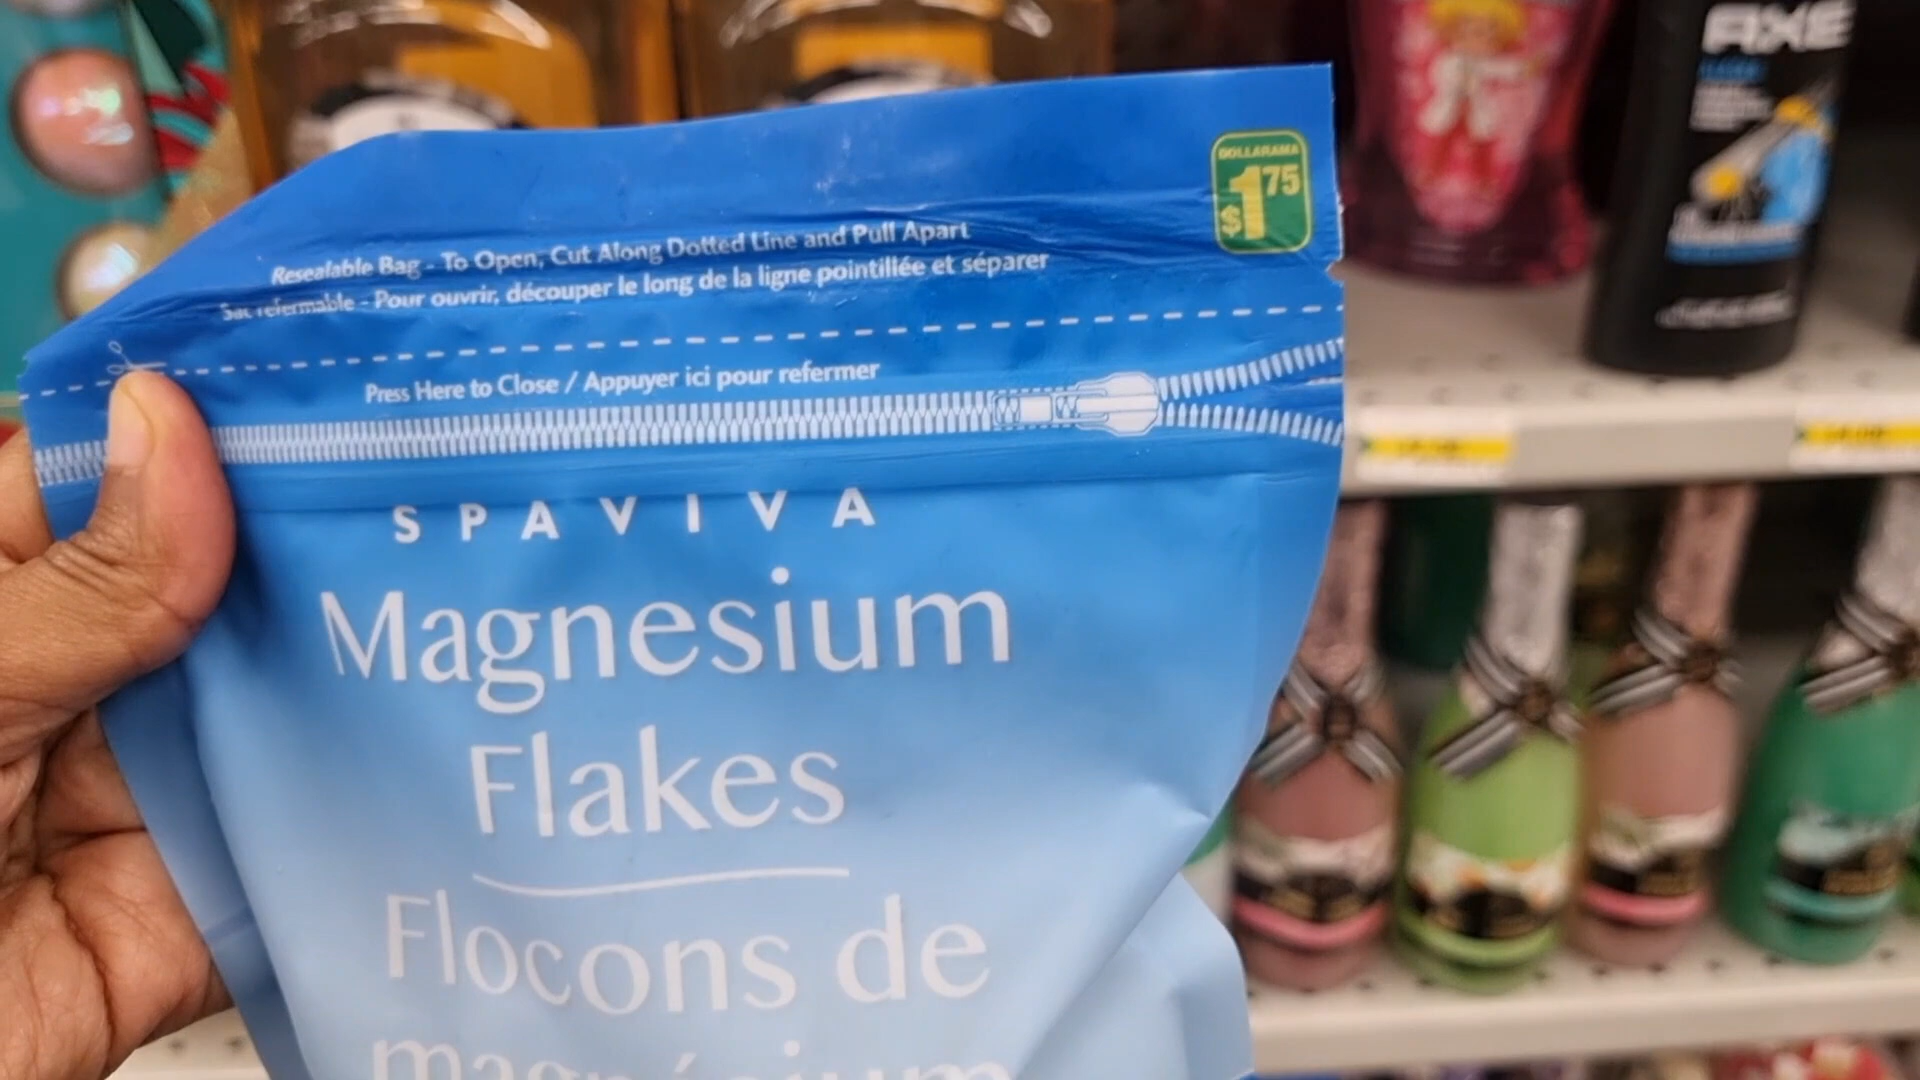 AXE
DOLLARAMA
$1.75
Resealable Bag - To Open, Cut Along Dotted Line and Pull Apart
Sac refermable - Pour ouvrir, découper le long de la ligne pointillée et séparer
Press Here to Close / Appuyer ici pour refermer
SPAVIVA
Magnesium
Flakes
Flocons de
magnésium